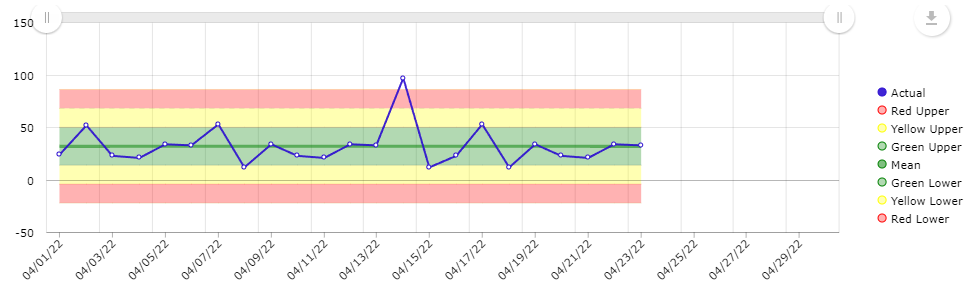 150
100
50
0
-50
04/01/22
04/03/22
04/05/22
04/07/22
04/09/22
04/11/22
04/13/22
04/15/22
04/17/22
04/19/22
04/21/22
04/23/22
04/25/22
04/27/22
04/29/22
Actual
Red Upper
Yellow Upper
Green Upper
Mean
Green Lower
Yellow Lower
Red Lower